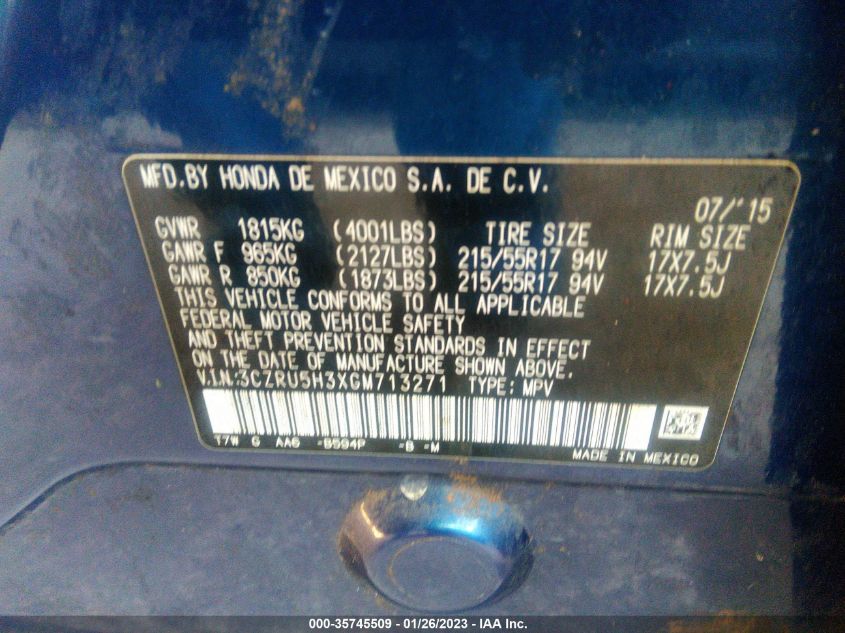 MFD.BY HONDA DE MEXICO S.A. DE C.V.
07/'15
GVWR 1815KG (4001LBS) TIRE SIZE RIM SIZE
GAWR F 965KG (2127LBS) 215/55R17 94V 17X7.5J
GAWR R 850KG (1873LBS) 215/55R17 94V 17X7.5J
THIS VEHICLE CONFORMS TO ALL APPLICABLE
FEDERAL MOTOR VEHICLE SAFETY
AND THEFT PREVENTION STANDARDS IN EFFECT
ON THE DATE OF MANUFACTURE SHOWN ABOVE.
V.I.N.:3CZRU5H3XGM713271 TYPE: MPV
T7W G AA6 -B594P -B -M
MADE IN MEXICO
000-35745509 - 01/26/2023 - IAA Inc.